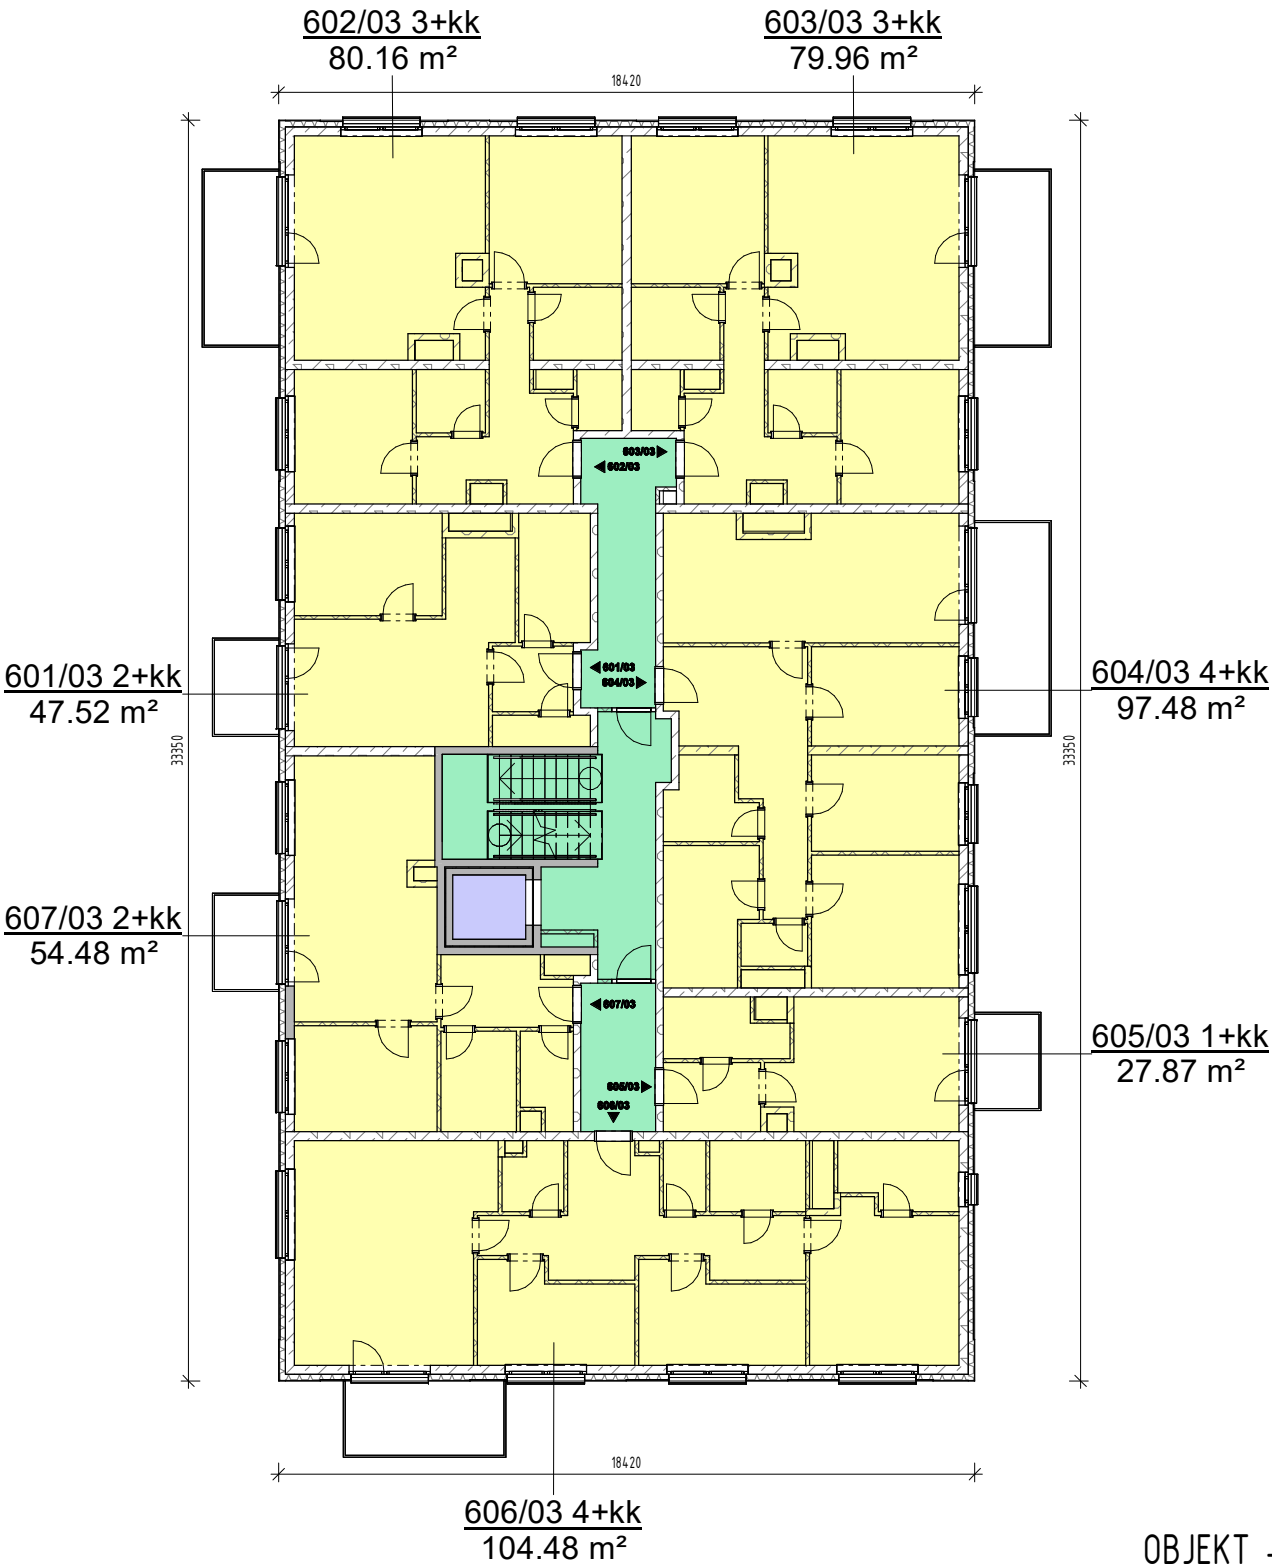 602/03 3+kk
80.16 m²
603/03 3+kk
79.96 m²
18420
603/03
602/03
601/03
604/03
601/03 2+kk
47.52 m²
604/03 4+kk
97.48 m²
33350
33350
607/03 2+kk
54.48 m²
607/03
605/03
606/03
605/03 1+kk
27.87 m²
18420
606/03 4+kk
104.48 m²
OBJEKT -